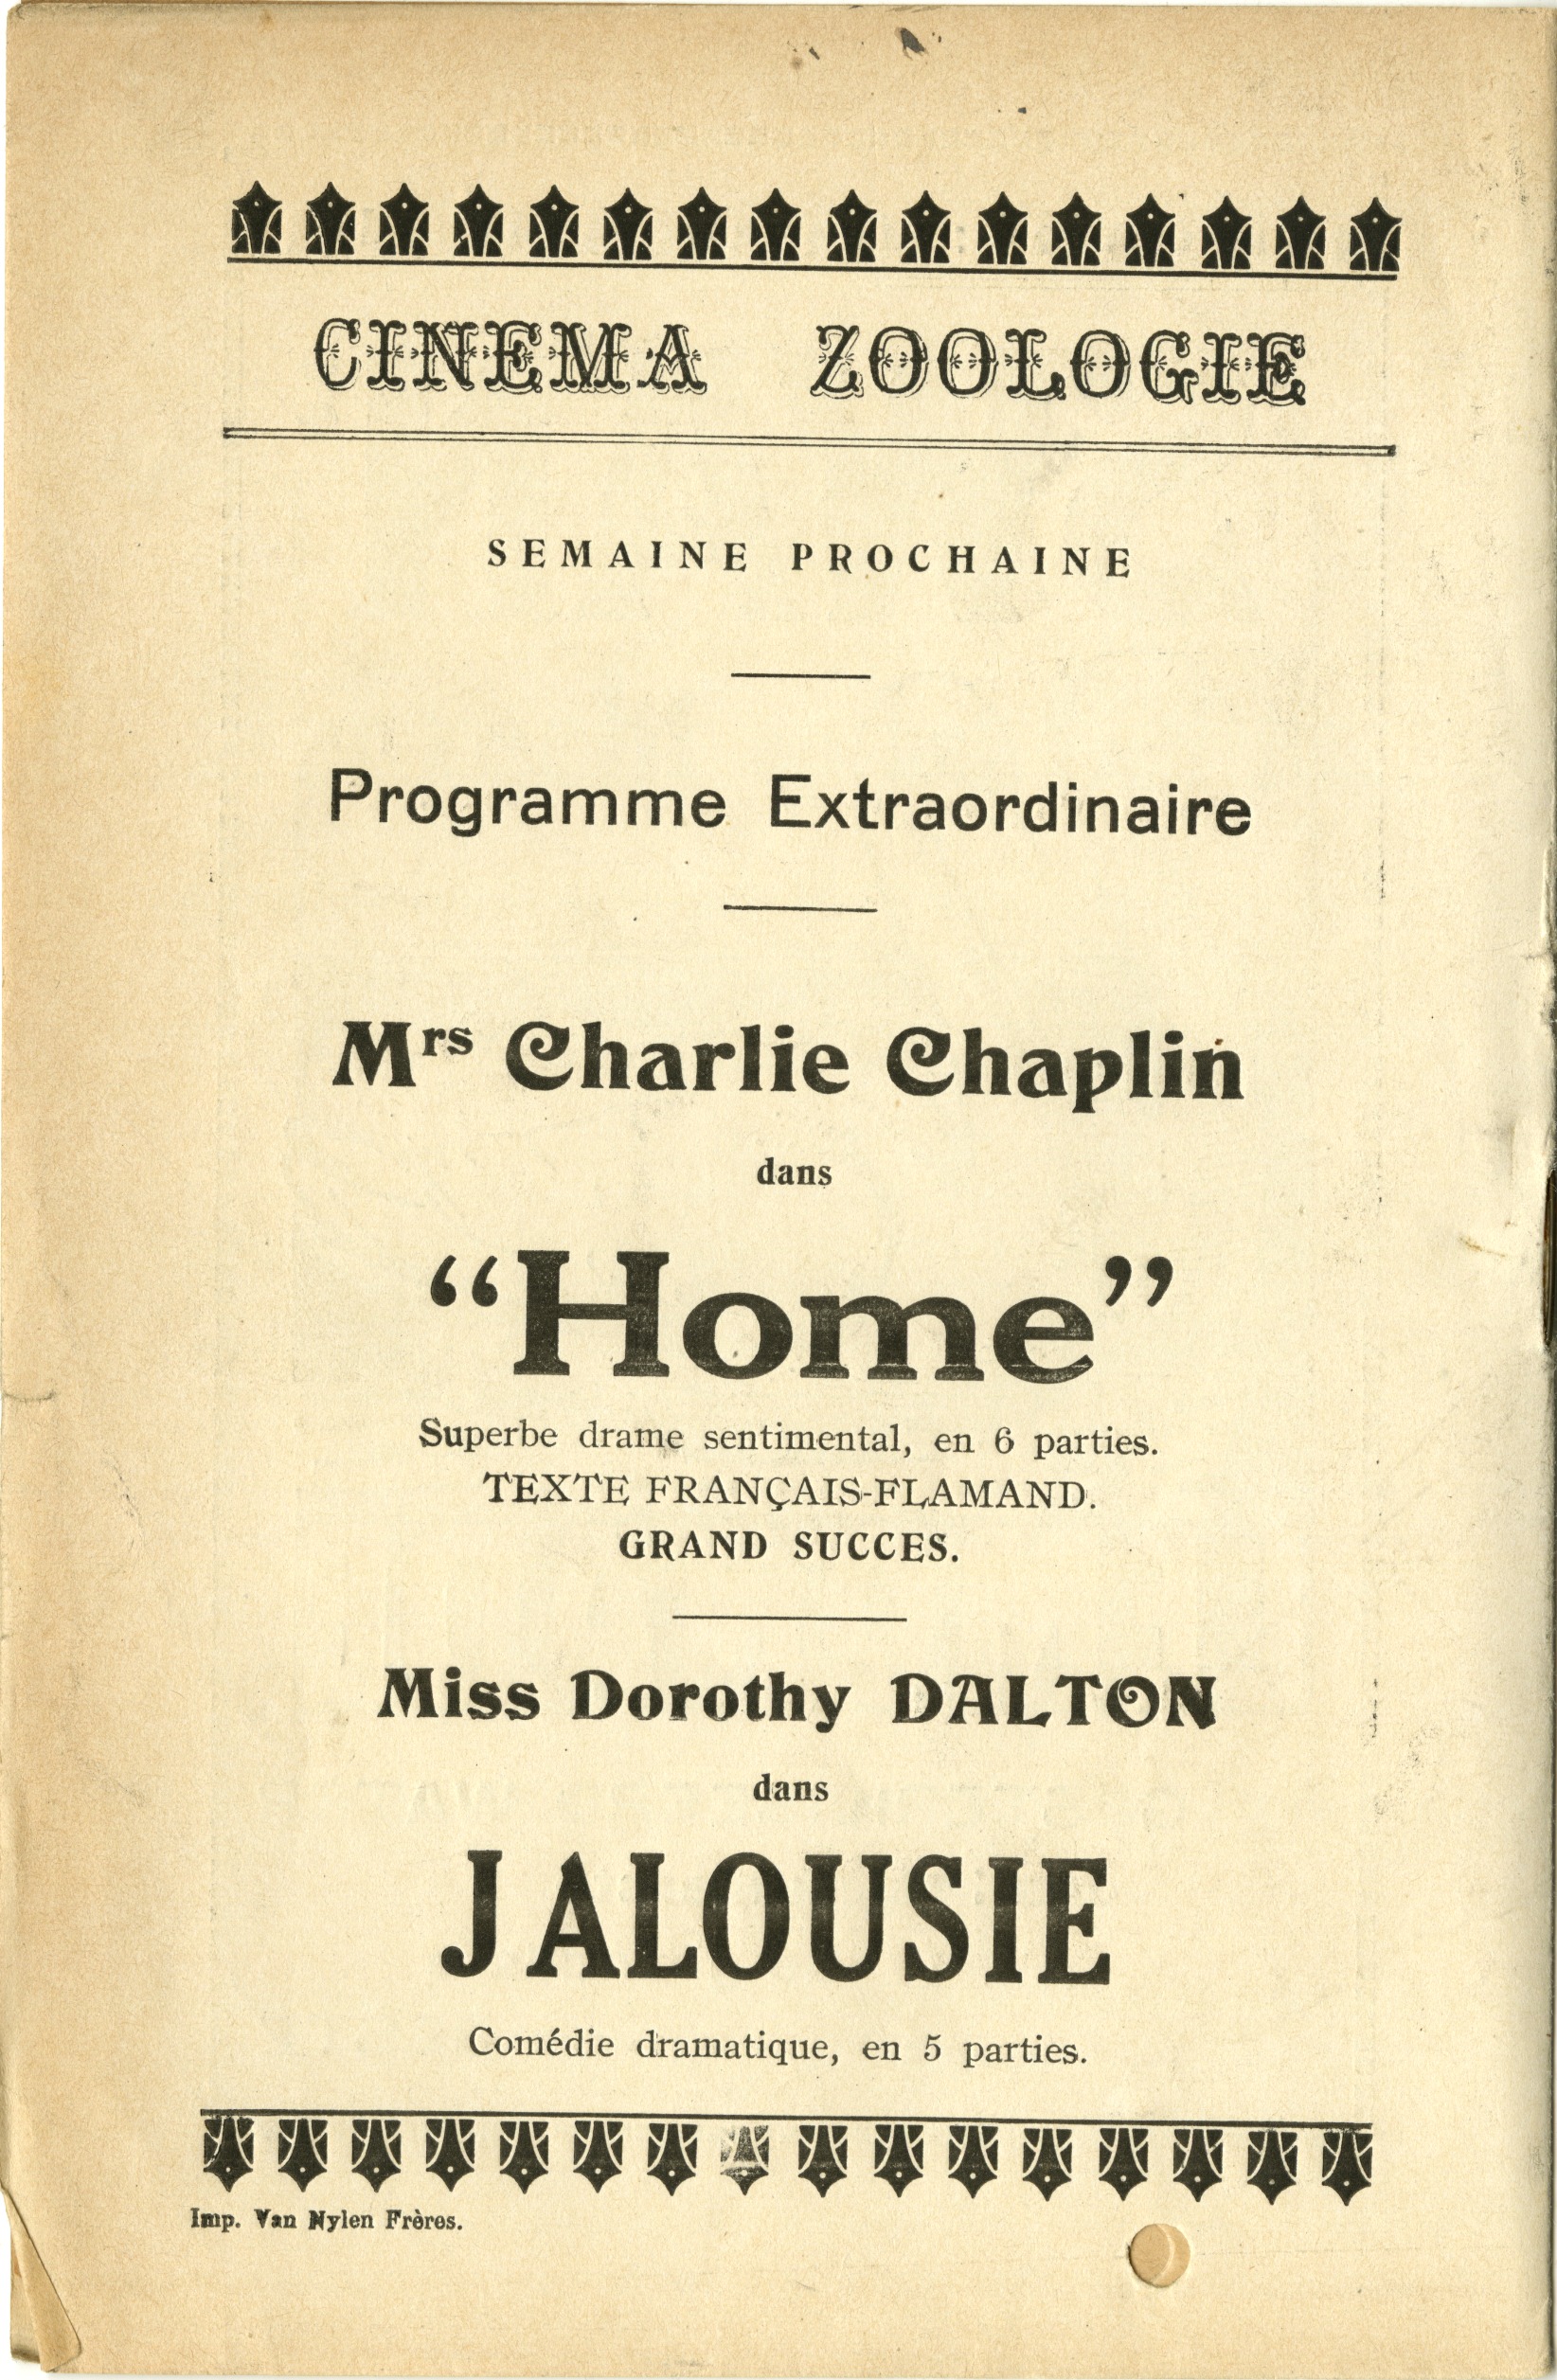 CINEMA ZOOLOGIE
SEMAINE PROCHAINE
Programme Extraordinaire
Mrs Charlie Chaplin
dans
“Home”
Superbe drame sentimental, en 6 parties.
TEXTE FRANÇAIS-FLAMAND.
GRAND SUCCES.
Miss Dorothy DALTON
dans
JALOUSIE
Comédie dramatique, en 5 parties.
Imp. Van Nylen Frères.